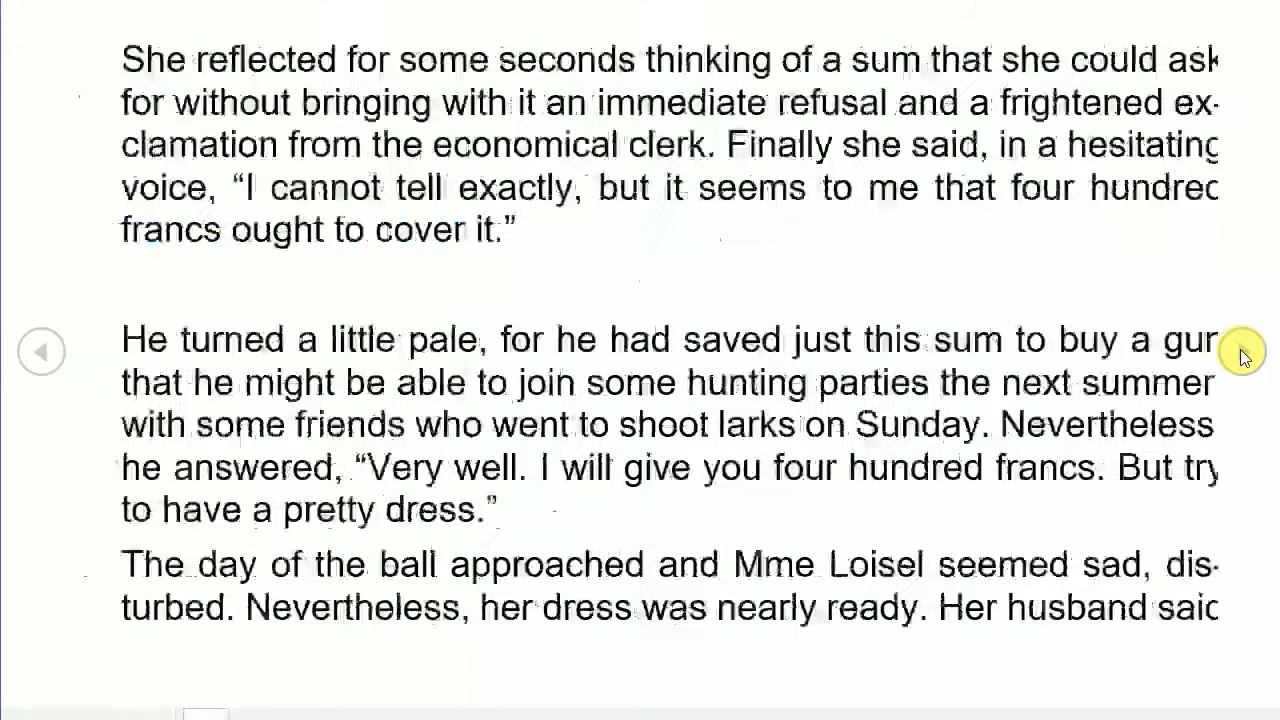 She reflected for some seconds thinking of a sum that she could ask
for without bringing with it an immediate refusal and a frightened ex-
clamation from the economical clerk. Finally she said, in a hesitating
voice, “I cannot tell exactly, but it seems to me that four hundred
francs ought to cover it.”
He turned a little pale, for he had saved just this sum to buy a gun
that he might be able to join some hunting parties the next summer
with some friends who went to shoot larks on Sunday. Nevertheless
he answered, “Very well. I will give you four hundred francs. But try
to have a pretty dress.”
The day of the ball approached and Mme Loisel seemed sad, dis-
turbed. Nevertheless, her dress was nearly ready. Her husband said